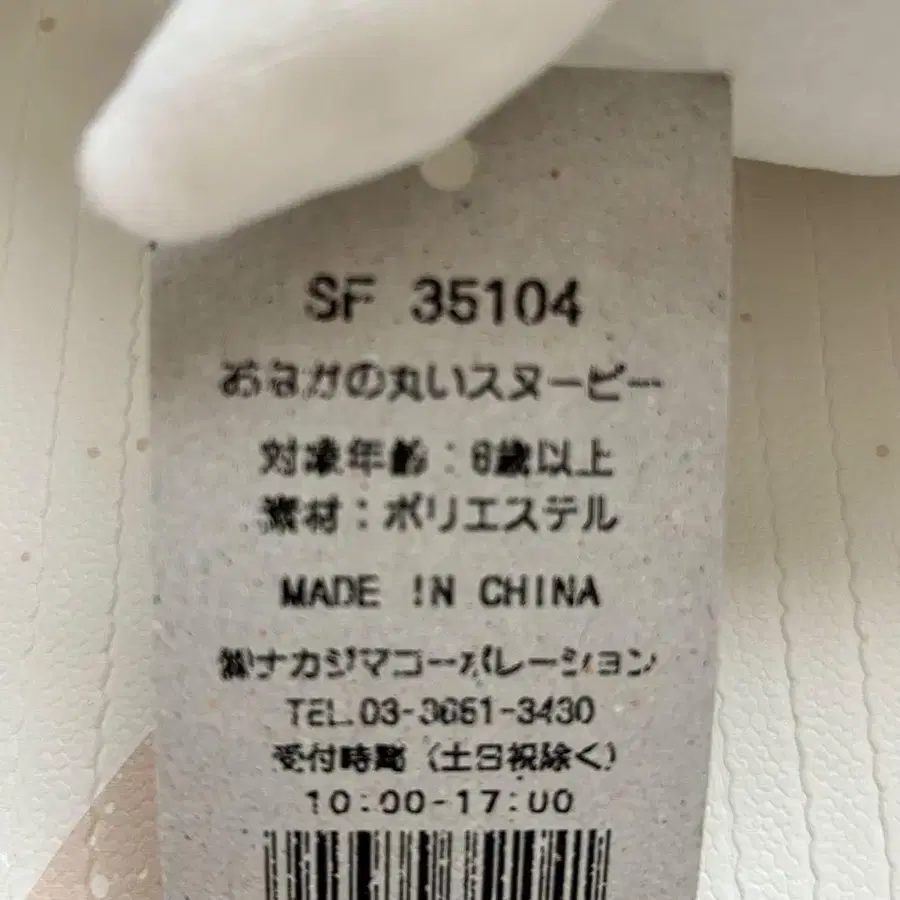 SF 35104
おなかの丸いスヌーピー
対象年齢：6歳以上
素材：ポリエステル
MADE IN CHINA
㈱ナカジマコーポレーション
TEL.03-3651-3430
受付時間（土日祝除く）
10:00-17:00